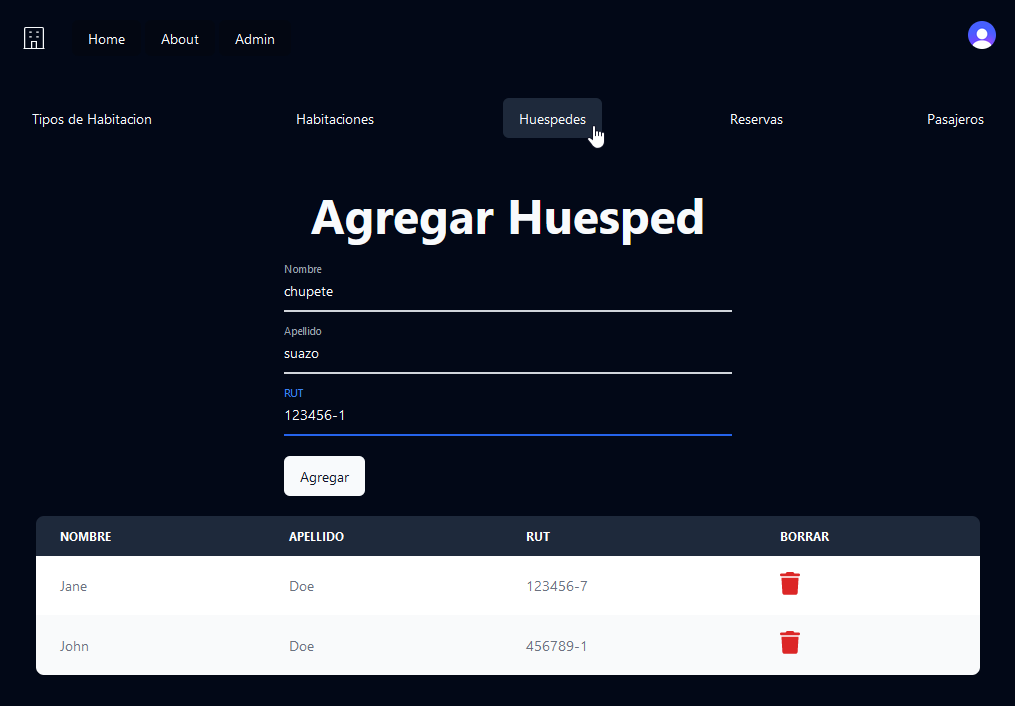 Home About Admin
Tipos de Habitacion Habitaciones Huespedes Reservas Pasajeros
Agregar Huesped
Nombre
chupete
Apellido
suazo
RUT
123456-1
Agregar
NOMBRE APELLIDO RUT BORRAR
Jane Doe 123456-7
John Doe 456789-1